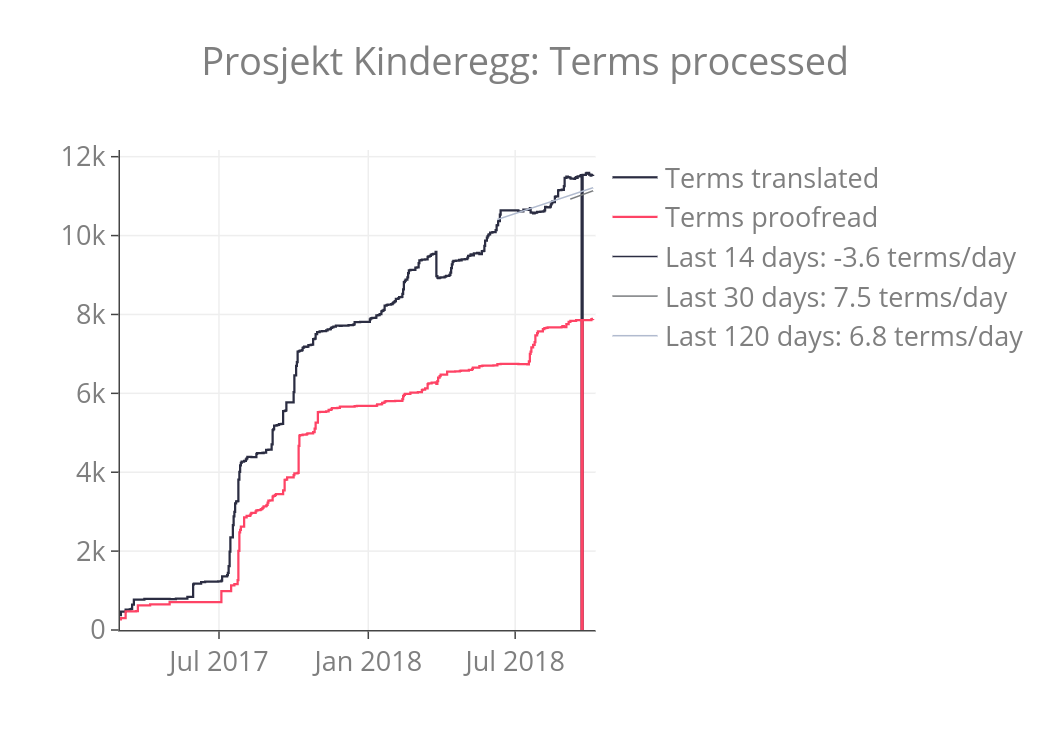 Prosjekt Kinderegg: Terms processed
12k
10k
8k
6k
4k
2k
0
Jul 2017
Jan 2018
Jul 2018
Terms translated
Terms proofread
Last 14 days: -3.6 terms/day
Last 30 days: 7.5 terms/day
Last 120 days: 6.8 terms/day